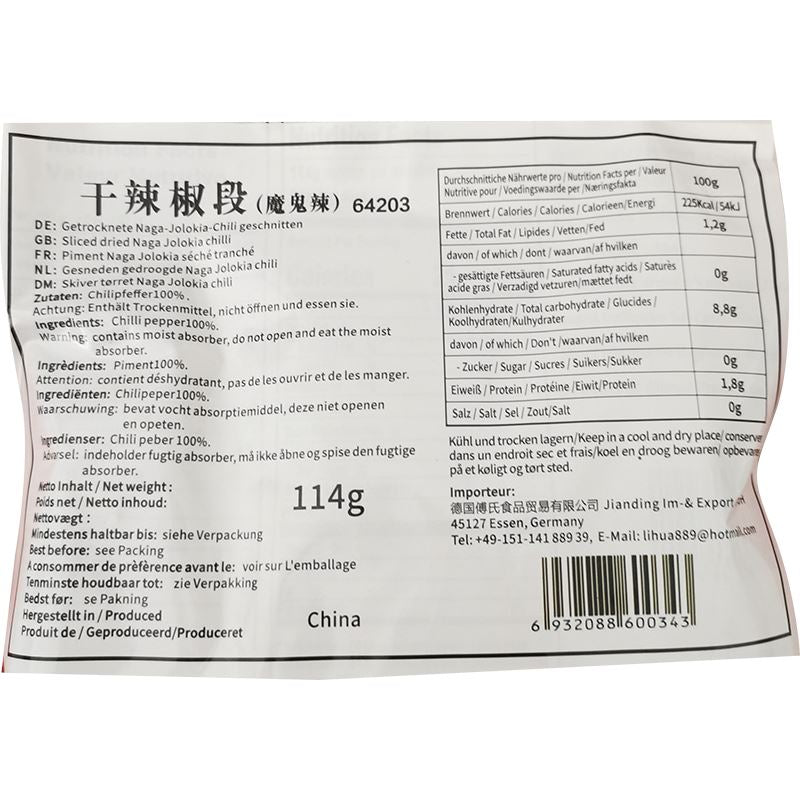 干辣椒段(魔鬼辣) 64203
DE: Getrocknete Naga-Jolokia-Chili geschnitten
GB: Sliced dried Naga Jolokia chilli
FR: Piment Naga Jolokia séché tranché
NL: Gesneden gedroogde Naga Jolokia chili
DM: Skiver tørret Naga Jolokia chili
Zutaten: Chilipfeffer100%.
Achtung: Enthält Trockenmittel, nicht öffnen und essen sie.
Ingredients: Chilli pepper100%.
Warning: contains moist absorber, do not open and eat the moist
absorber.
Ingrèdients: Piment100%.
Attention: contient déshydratant, pas de les ouvrir et de les manger.
Ingrediënten: Chilipeper100%.
Waarschuwing: bevat vocht absorptiemiddel, deze niet openen
en opeten.
Ingredienser: Chili peber 100%.
Advarsel: indeholder fugtig absorber, må ikke åbne og spise den fugtige
absorber.
Netto Inhalt / Net weight :
Poids net / Netto inhoud:
Nettovægt :
114g
Mindestens haltbar bis: siehe Verpackung
Best before: see Packing
A consommer de prèfèrence avant le: voir sur L'emballage
Tenminste houdbaar tot: zie Verpakking
Bedst før: se Pakning
Hergestellt in / Produced
Produit de / Geproduceerd/Produceret
China
Durchschnittiche Nährwerte pro / Nutrition Facts per / Valeur
Nutritive pour / Voedingswaarde per /Næringsfakta
100g
Brennwert / Calories / Calories / Calorieen/Energi
225Kcal | 54kJ
Fette / Total Fat / Lipides / Vetten/Fed
1,2g
davon / of which / dont / waarvan/af hvilken
- gesättigte Fettsäuren / Saturated fatty acids / Saturès
acide gras / Verzadigd vetzuren/mættet fedt
0g
Kohlenhydrate / Total carbohydrate / Glucides /
Koolhydraten/Kulhydrater
8,8g
davon / of which / Don't /waarvan/af hvilken
- Zucker / Sugar / Sucres / Suikers/Sukker
0g
Eiweiß / Protein / Protéine /Eiwit/Protein
1,8g
Salz / Salt / Sel / Zout/Salt
0g
Kühl und trocken lagern/Keep in a cool and dry place/ conserver
dans un endroit sec et frais/koel en droog bewaren/ opbevar
på et køligt og tørt sted.
Importeur:
德国傅氏食品贸易有限公司 Jianding Im-& Export
45127 Essen, Germany
Tel: +49-151-141 889 39, E-Mail: lihua889@hotmail.com
6 932088 600343